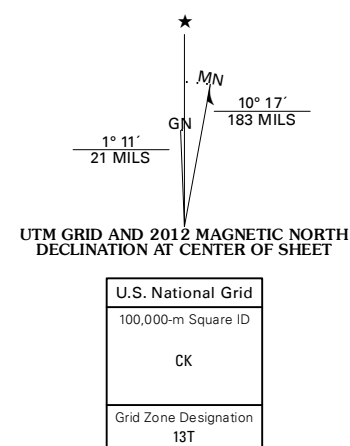 MN
10° 17´
183 MILS
GN
1° 11´
21 MILS
UTM GRID AND 2012 MAGNETIC NORTH
DECLINATION AT CENTER OF SHEET
U.S. National Grid
100,000-m Square ID
CK
Grid Zone Designation
13T